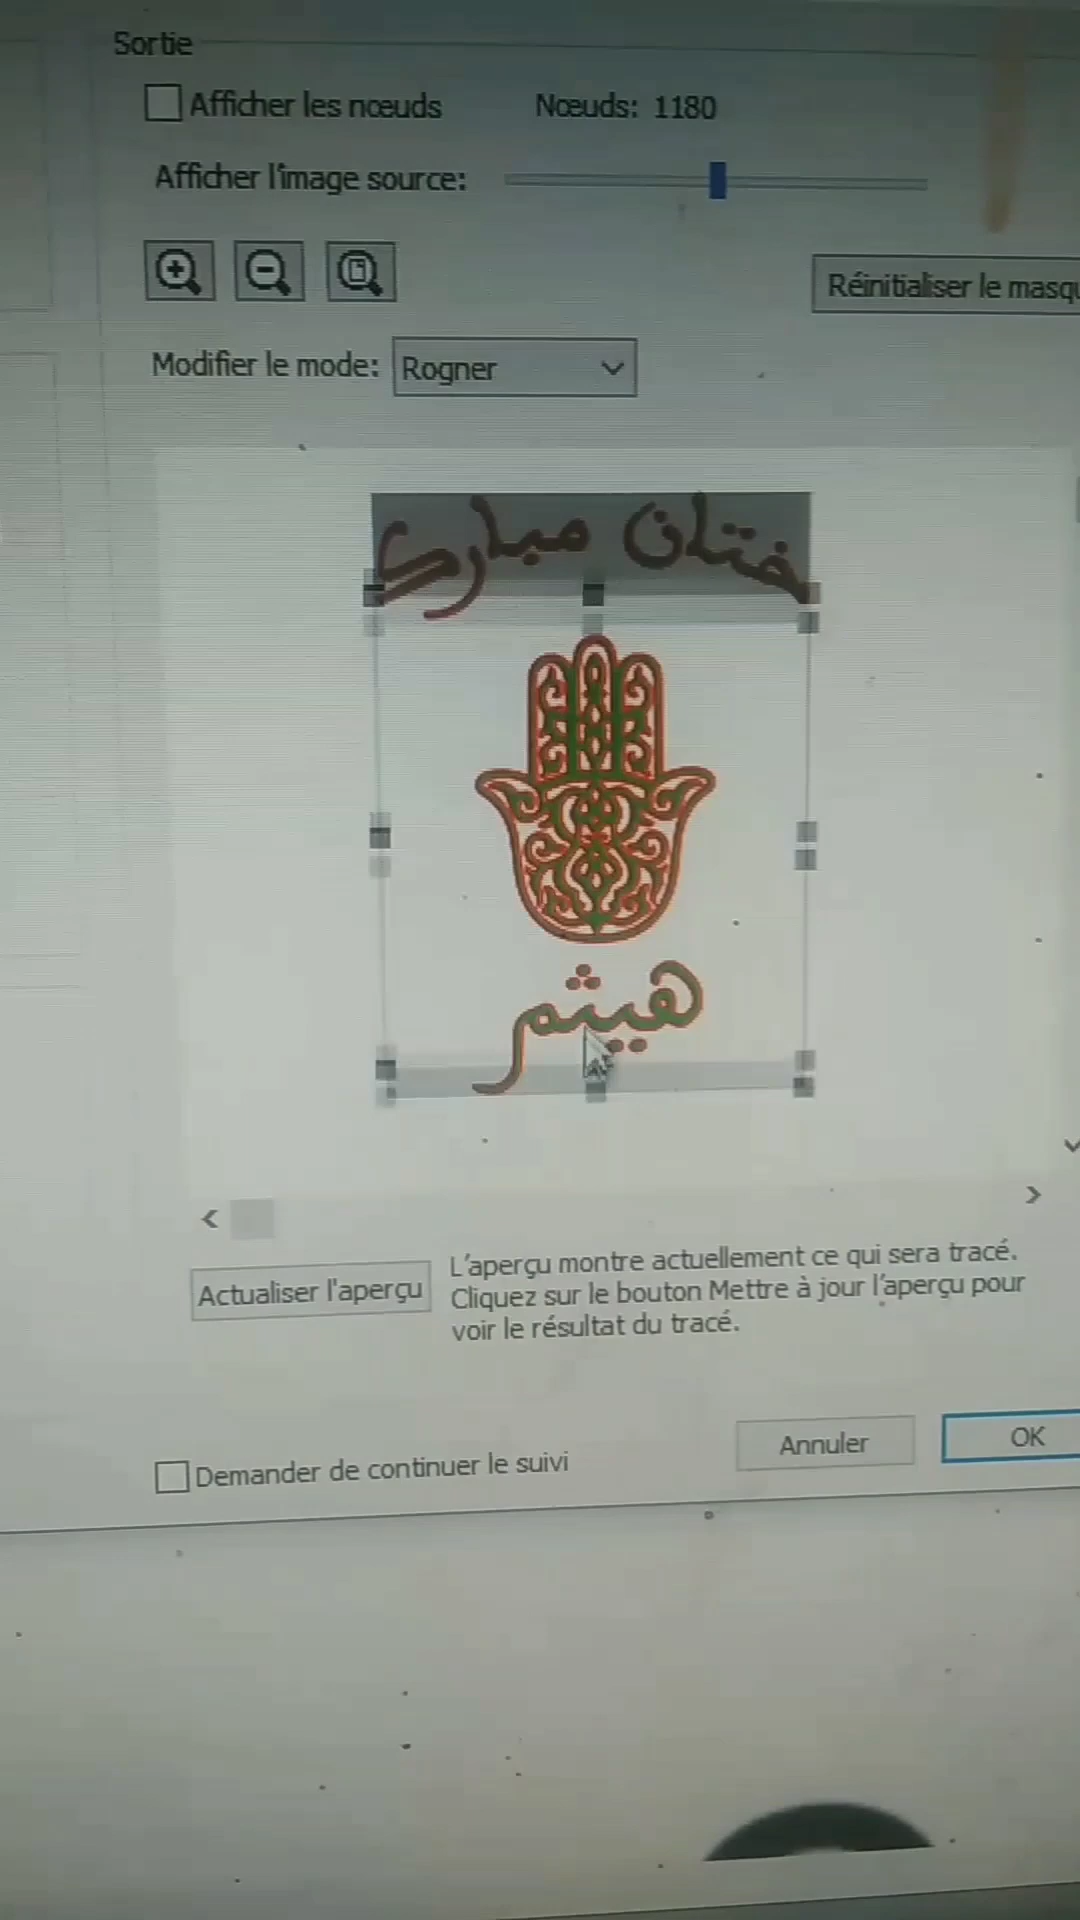 Sortie
Afficher les nœuds
Nœuds: 1180
Afficher l'image source:
Réinitialiser le
Modifier le mode: Rogner
ختان مبارك
هيثم
Actualiser l'aperçu
L'aperçu montre actuellement ce qui sera tracé.
Cliquez sur le bouton Mettre à jour l'aperçu pour
voir le résultat du tracé.
Demander de continuer le suivi
Annuler
OK